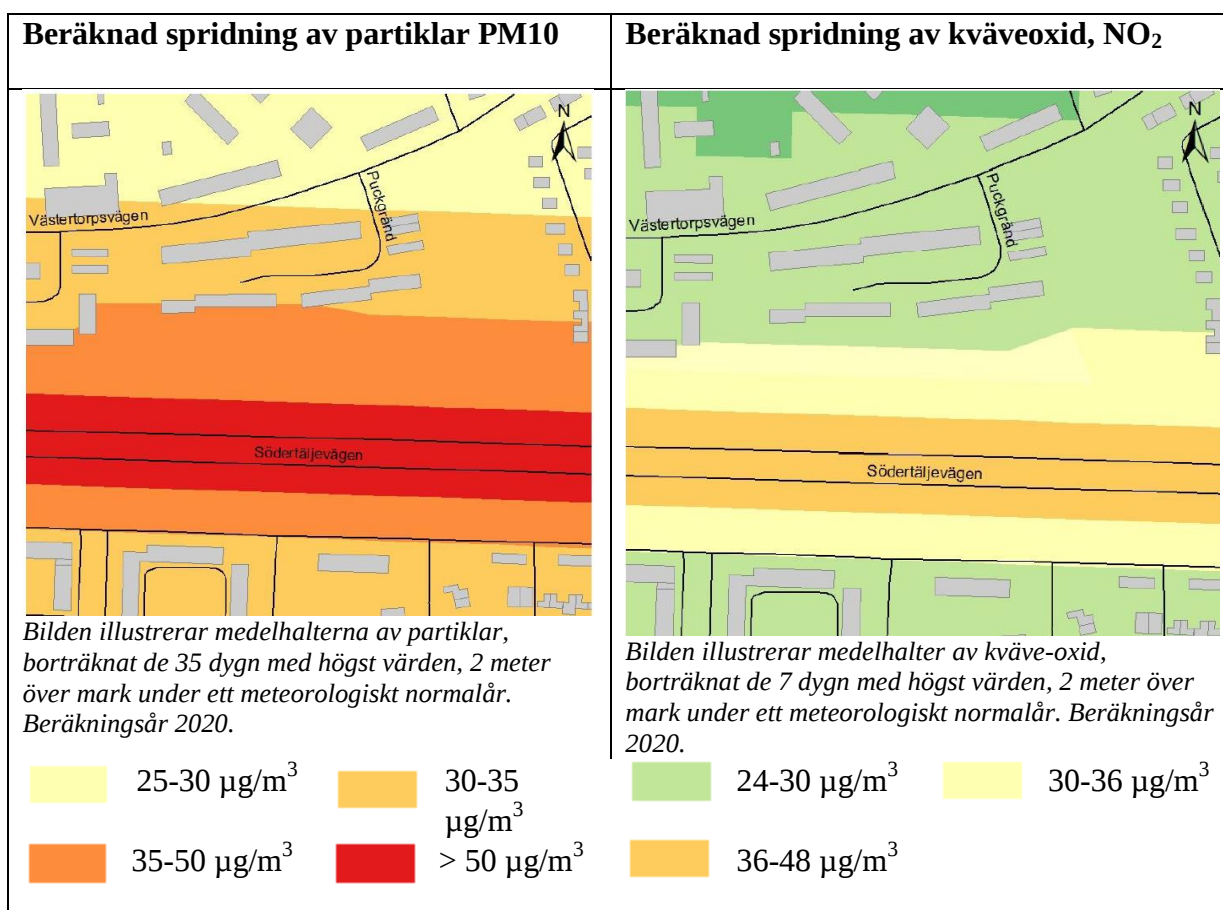 Beräknad spridning av partiklar PM10
N
Västertorpsvägen
Puckgränd
Södertäljevägen
Bilden illustrerar medelhalterna av partiklar,
borträknat de 35 dygn med högst värden, 2 meter
över mark under ett meteorologiskt normalår.
Beräkningsår 2020.
25-30 µg/m³
30-35
µg/m³
35-50 µg/m³
> 50 µg/m³
Beräknad spridning av kväveoxid, NO₂
N
Västertorpsvägen
Puckgränd
Södertäljevägen
Bilden illustrerar medelhalter av kväve-oxid,
borträknat de 7 dygn med högst värden, 2 meter över
mark under ett meteorologiskt normalår. Beräkningsår
2020.
24-30 µg/m³
30-36 µg/m³
36-48 µg/m³